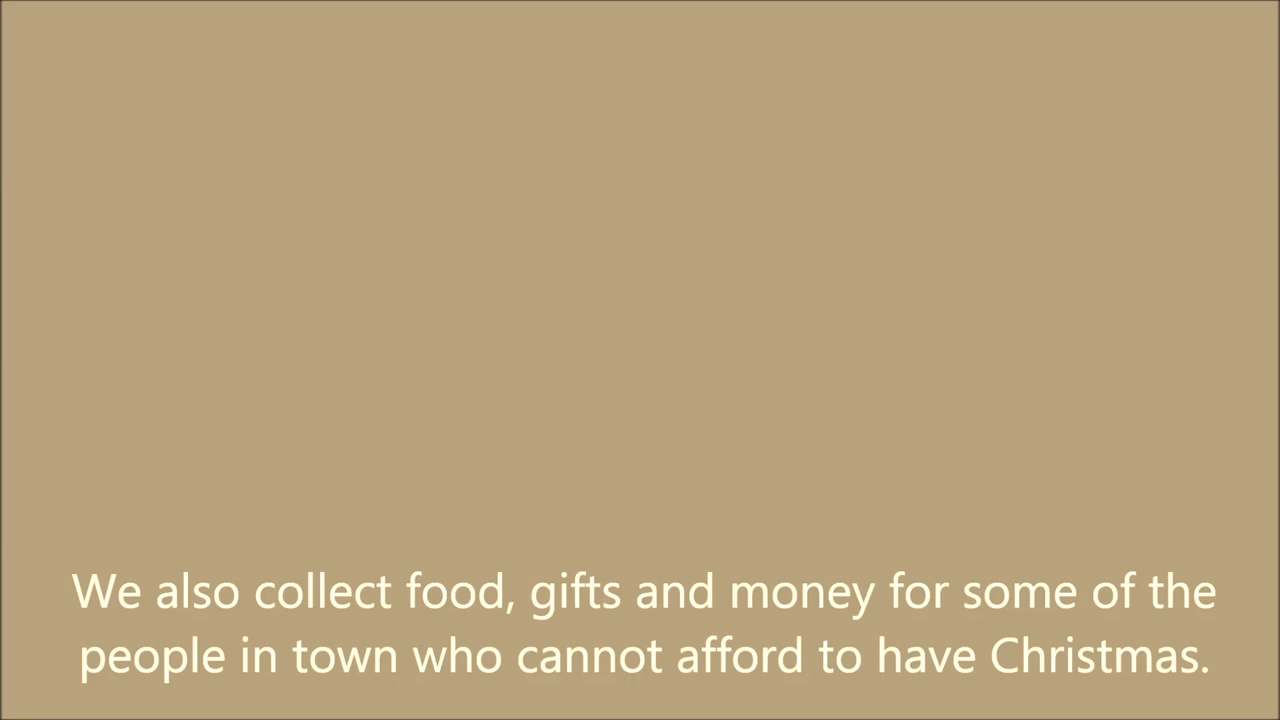 We also collect food, gifts and money for some of the
people in town who cannot afford to have Christmas.